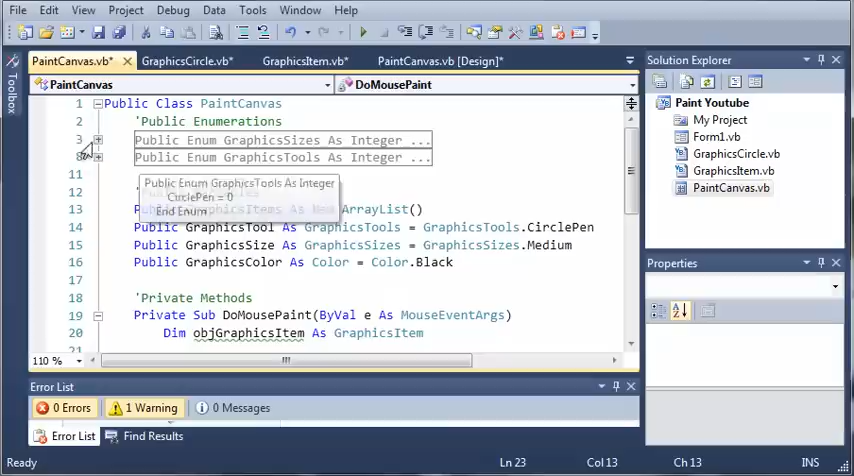 File Edit View Project Debug Data Tools Window Help
PaintCanvas.vb* GraphicsCircle.vb* GraphicsItem.vb* PaintCanvas.vb [Design]*
PaintCanvas DoMousePaint
1 Public Class PaintCanvas
2 'Public Enumerations
3 Public Enum GraphicsSizes As Integer ...
8 Public Enum GraphicsTools As Integer ...
11
Public Enum GraphicsTools As Integer
CirclePen = 0
End Enum
12
13 GraphicsItems As New ArrayList()
14 Public GraphicsTool As GraphicsTools = GraphicsTools.CirclePen
15 Public GraphicsSize As GraphicsSizes = GraphicsSizes.Medium
16 Public GraphicsColor As Color = Color.Black
17
18 'Private Methods
19 Private Sub DoMousePaint(ByVal e As MouseEventArgs)
20 Dim objGraphicsItem As GraphicsItem
21
110 %
Toolbox
Solution Explorer
Paint Youtube
My Project
Form1.vb
GraphicsCircle.vb
GraphicsItem.vb
PaintCanvas.vb
Properties
Error List
0 Errors 1 Warning 0 Messages
Error List Find Results
Ready Ln 23 Col 13 Ch 13 INS